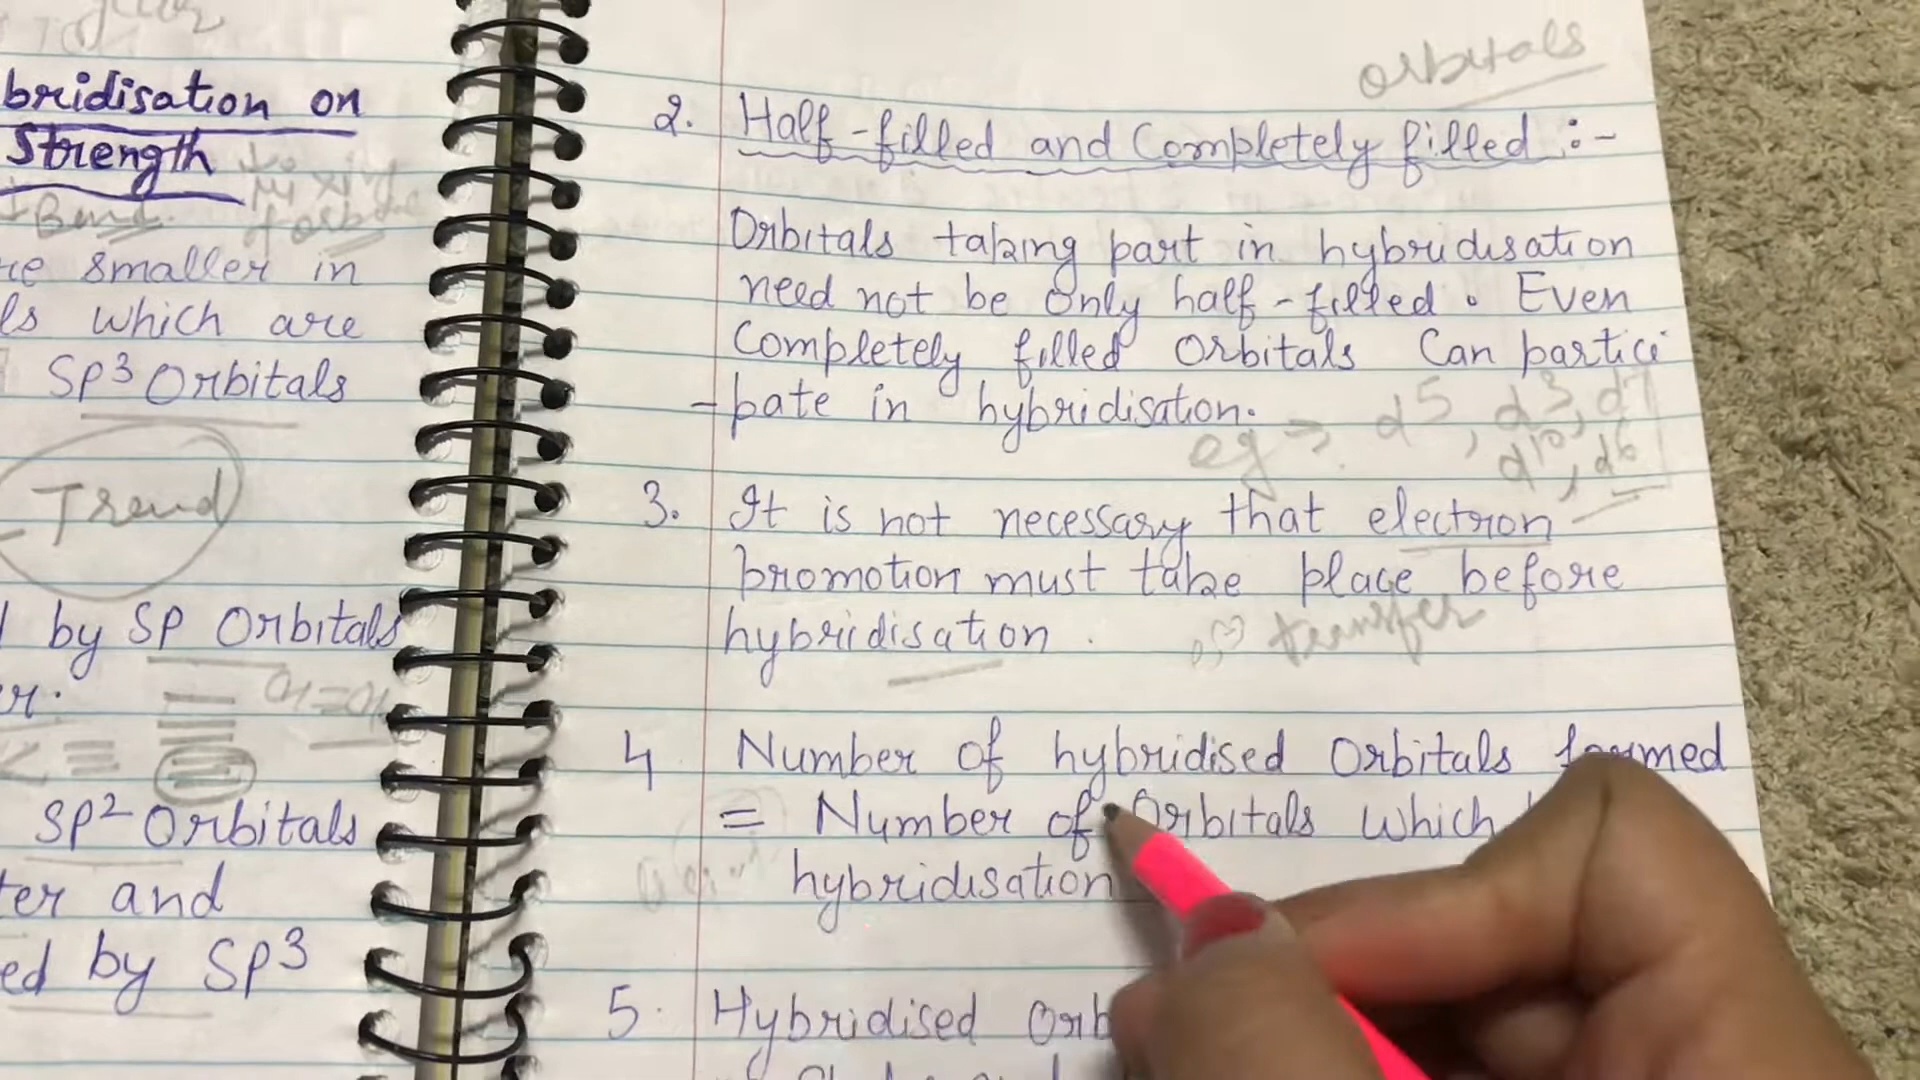 bridisation on
Strength
re smaller in
ls which are
SP3 Orbitals
Trend
by SP Orbitals
r.
SP2 Orbitals
ter and
ed by SP3
orbitals
2. Half-filled and Completely filled :-
Orbitals taking part in hybridisation
need not be only half-filled. Even
Completely filled Orbitals Can partici
-pate in hybridisation.
eg → d5, d3, d7
d10, d6
3. It is not necessary that electron
promotion must take place before
hybridisation.
transfer
4 Number of hybridised Orbitals formed
= Number of Orbitals which
hybridisation
5. Hybridised Orb